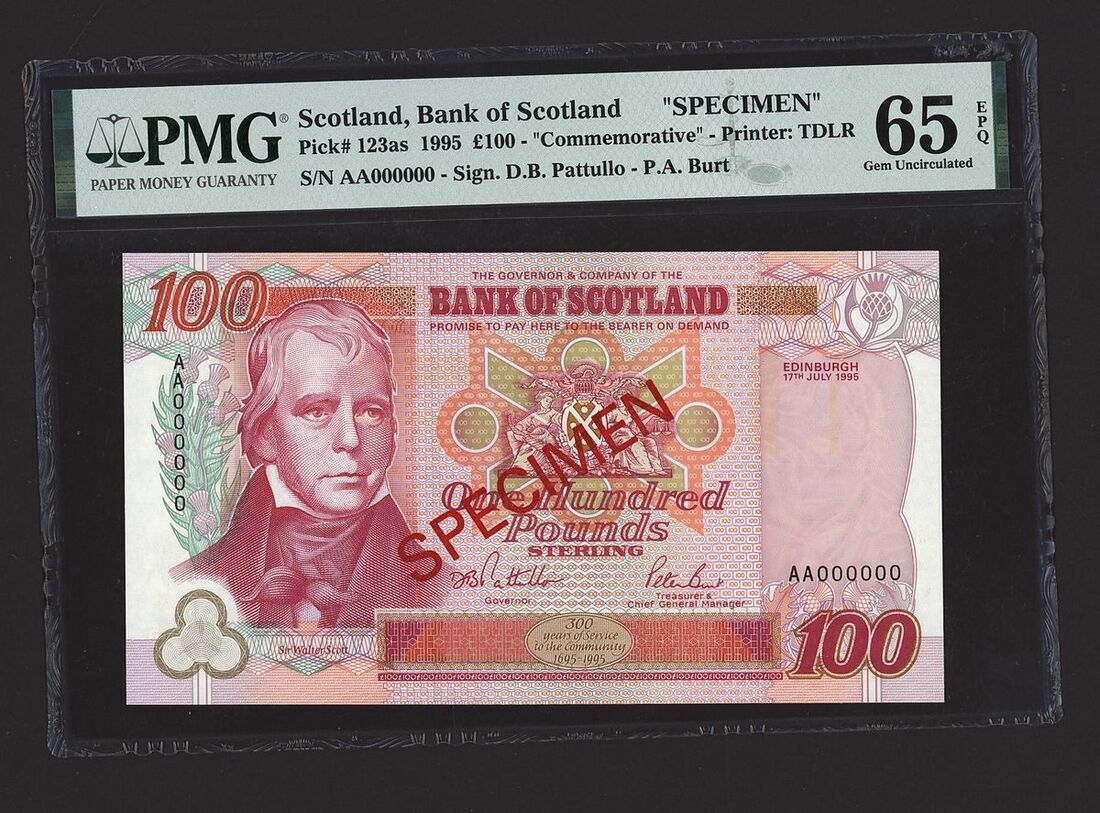 PMG®
PAPER MONEY GUARANTY
Scotland, Bank of Scotland "SPECIMEN"
Pick# 123as 1995 £100 - "Commemorative" - Printer: TDLR
S/N AA000000 - Sign. D.B. Pattullo - P.A. Burt
65
EPQ
Gem Uncirculated
100
THE GOVERNOR & COMPANY OF THE
BANK OF SCOTLAND
PROMISE TO PAY HERE TO THE BEARER ON DEMAND
EDINBURGH
17TH JULY 1995
AA000000
SPECIMEN
One Hundred
Pounds
STERLING
DBPattullo
Peter Burt
Governor
Treasurer &
Chief General Manager
AA000000
300
years of Service
to the Community
1695-1995
Sir Walter Scott
100